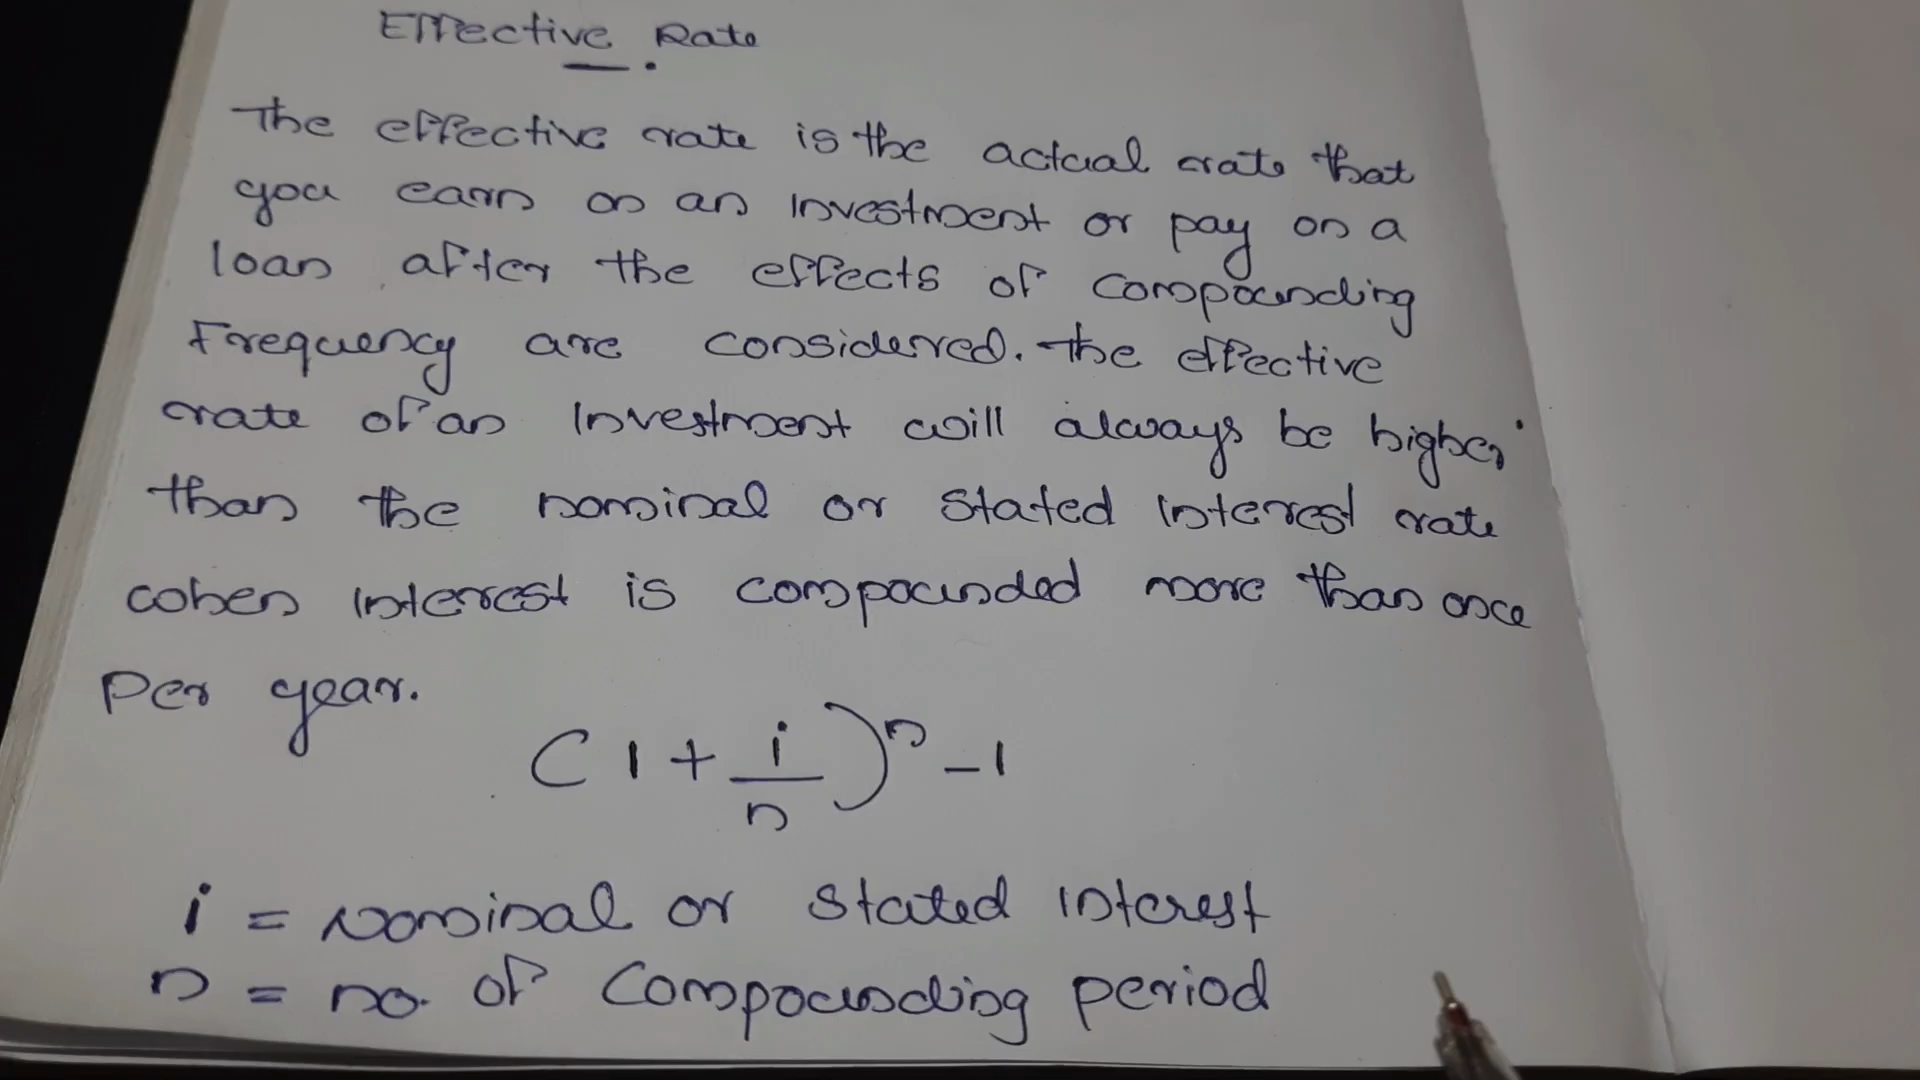 Effective Rate
The effective rate is the actual rate that
you earn on an investment or pay on a
loan after the effects of compounding
Frequency are considered. The effective
rate of an investment will always be higher
than the nominal or stated interest rate
when interest is compounded more than once
Per year.
(1 + i/n)^n - 1
i = Nominal or stated interest
n = no. of compounding period